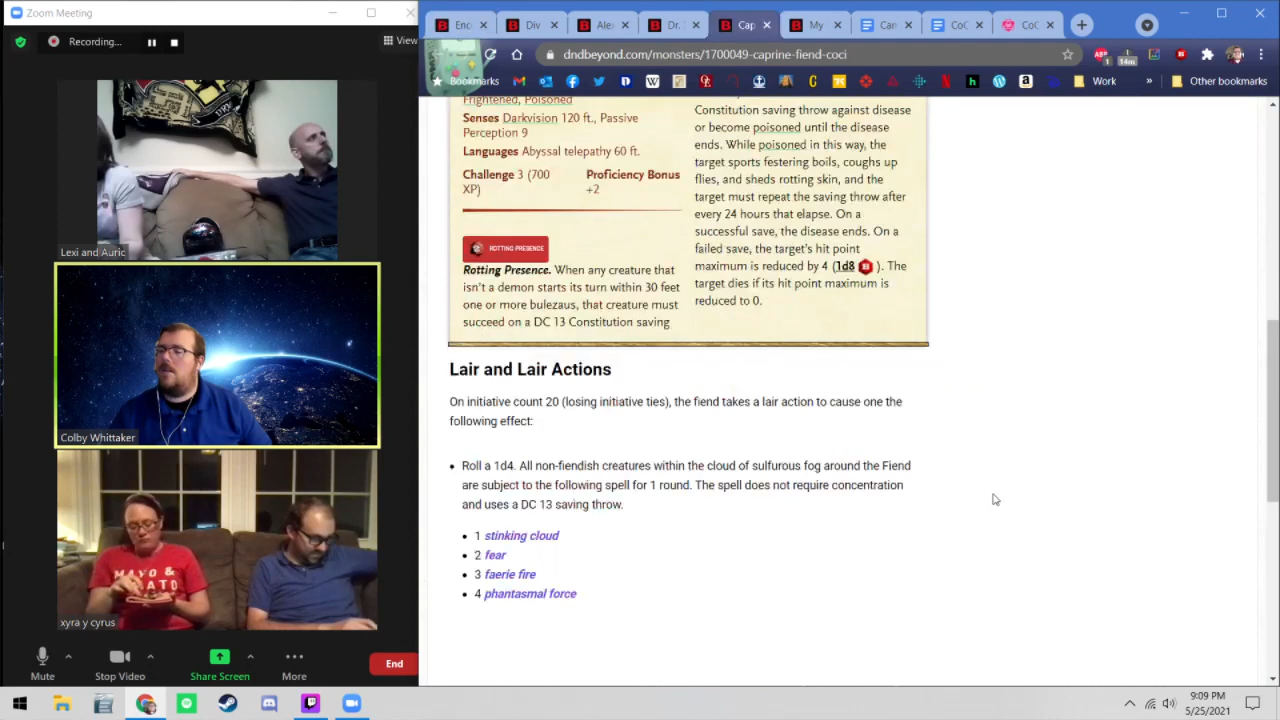 Zoom Meeting
Recording...
View
Lexi and Auric
Colby Whittaker
MAYO &
xyra y cyrus
Mute
Stop Video
Share Screen
More
End
Enc
Div
Ale
Dr.
Cap
My
Can
CoC
CoC
dndbeyond.com/monsters/1700049-caprine-fiend-coci
1
14m
Bookmarks
Work
»
Other bookmarks
Frightened, Poisoned
Senses Darkvision 120 ft., Passive
Perception 9
Languages Abyssal telepathy 60 ft.
Challenge 3 (700
XP)
Proficiency Bonus
+2
ROTTING PRESENCE
Rotting Presence. When any creature that
isn't a demon starts its turn within 30 feet
one or more bulezaus, that creature must
succeed on a DC 13 Constitution saving
Constitution saving throw against disease
or become poisoned until the disease
ends. While poisoned in this way, the
target sports festering boils, coughs up
flies, and sheds rotting skin, and the
target must repeat the saving throw after
every 24 hours that elapse. On a
successful save, the disease ends. On a
failed save, the target's hit point
maximum is reduced by 4 (1d8 ). The
target dies if its hit point maximum is
reduced to 0.
Lair and Lair Actions
On initiative count 20 (losing initiative ties), the fiend takes a lair action to cause one the
following effect:
• Roll a 1d4. All non-fiendish creatures within the cloud of sulfurous fog around the Fiend
are subject to the following spell for 1 round. The spell does not require concentration
and uses a DC 13 saving throw.
• 1 stinking cloud
• 2 fear
• 3 faerie fire
• 4 phantasmal force
9:09 PM
5/25/2021